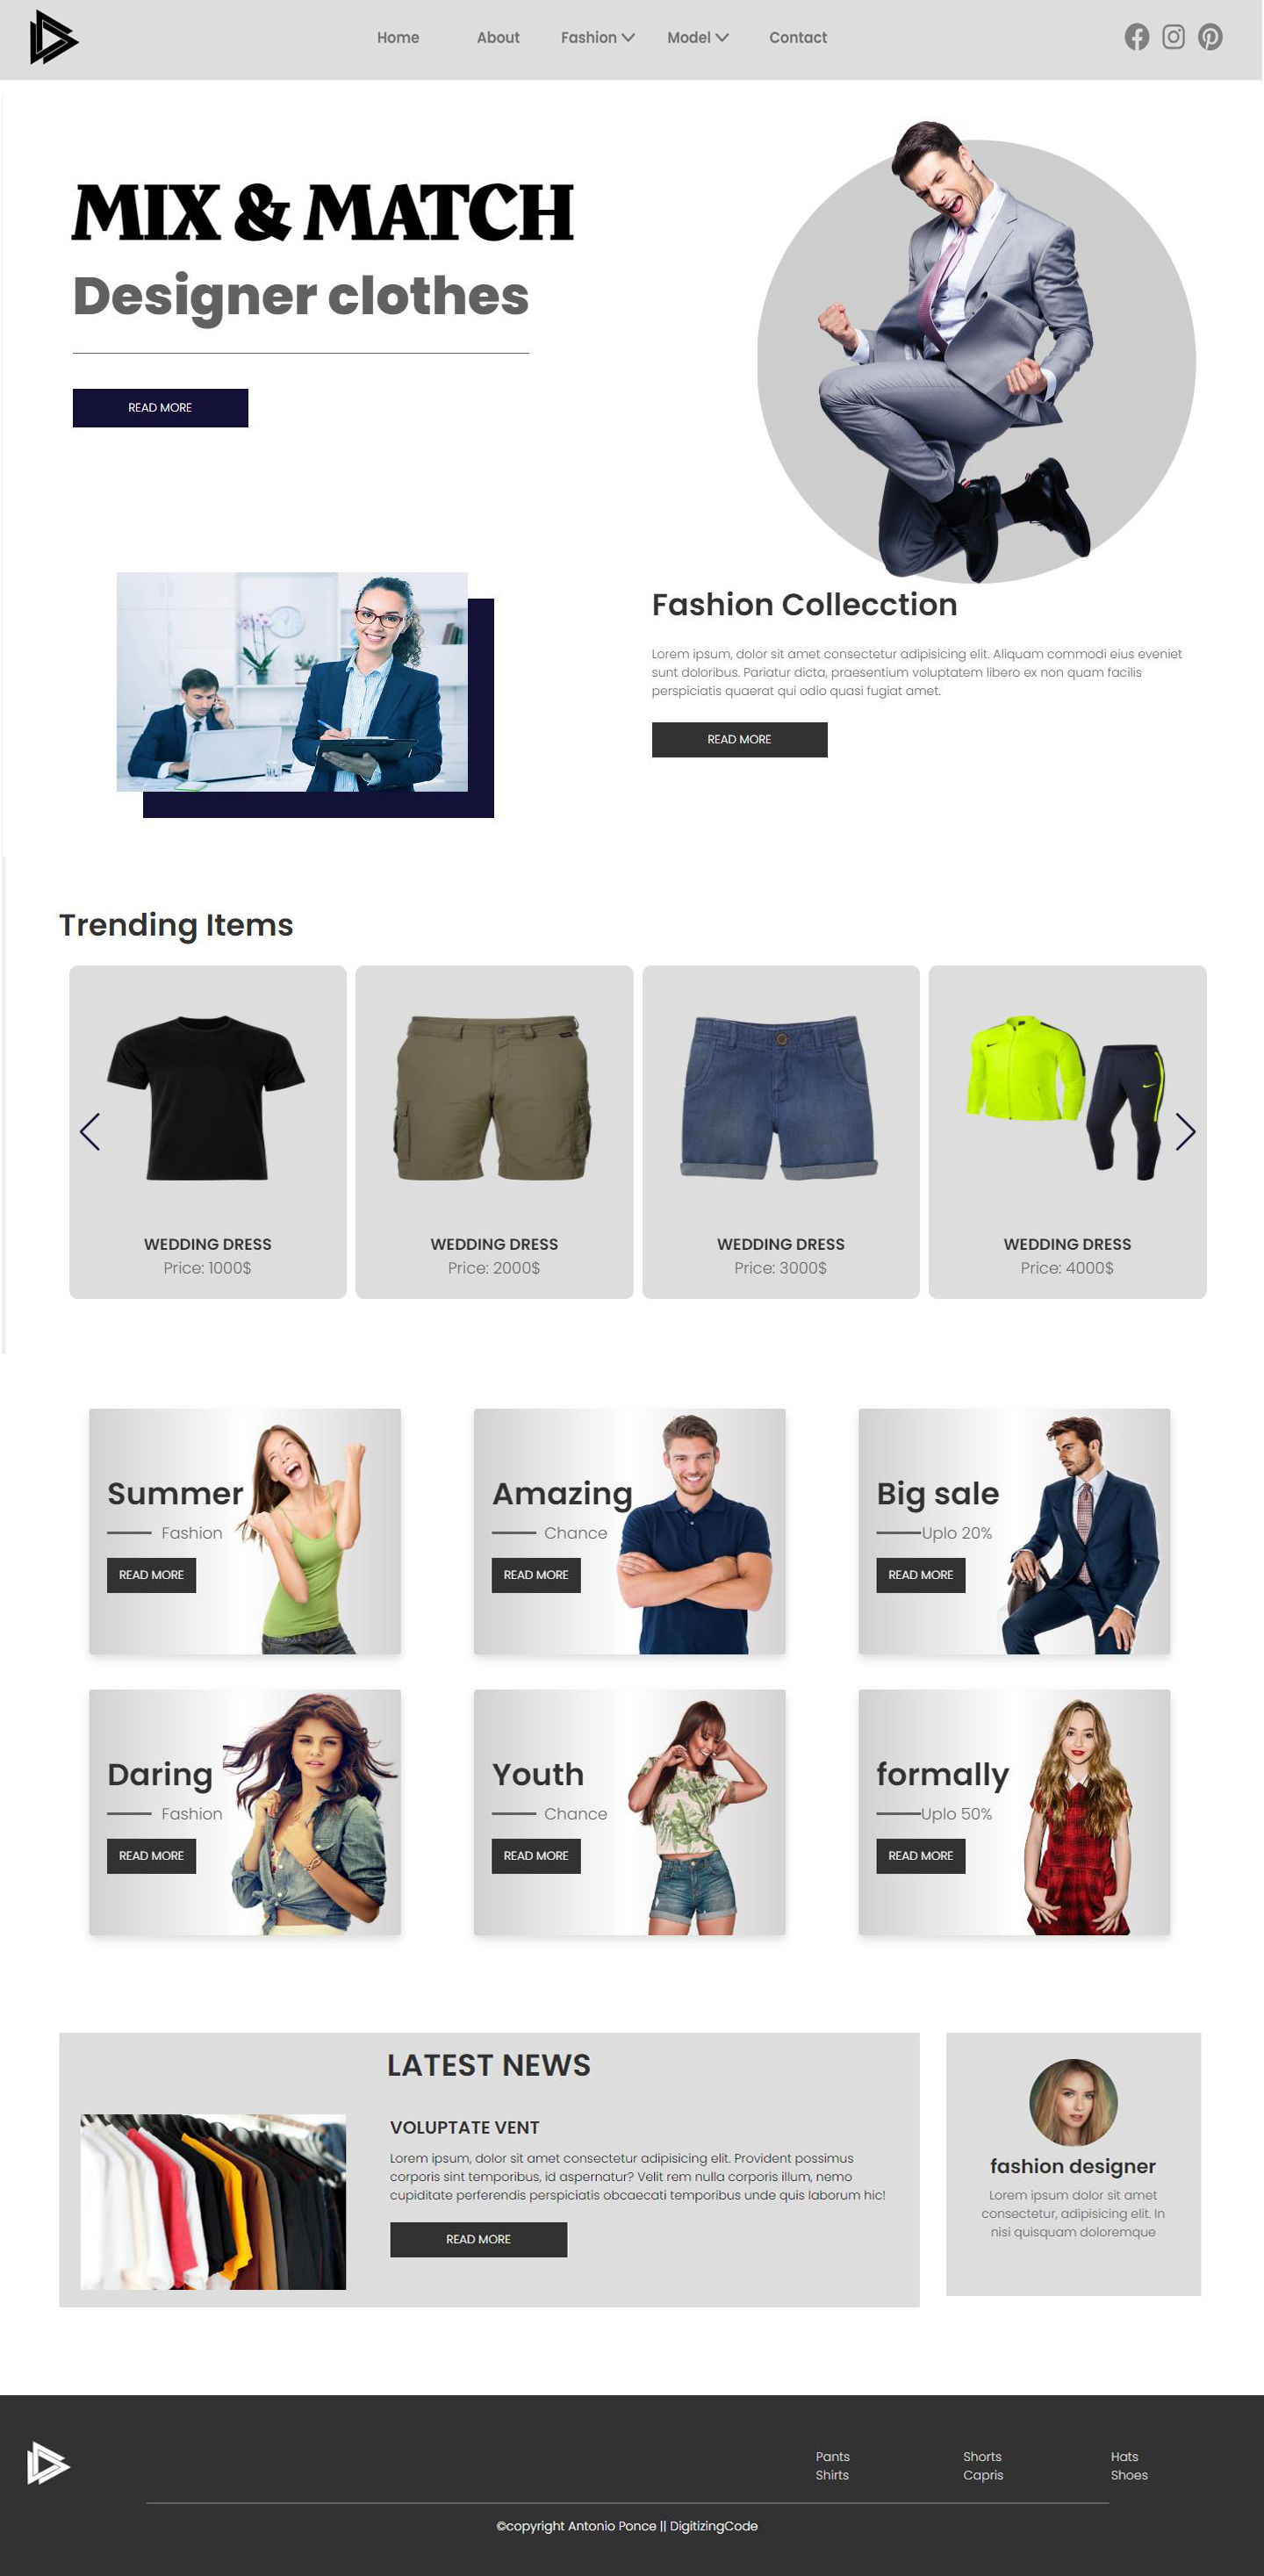 Home About Fashion Model Contact
MIX & MATCH
Designer clothes
READ MORE
Fashion Collecction
Lorem ipsum, dolor sit amet consectetur adipisicing elit. Aliquam commodi eius eveniet
sunt doloribus. Pariatur dicta, praesentium voluptatem libero ex non quam facilis
perspiciatis quaerat qui odio quasi fugiat amet.
READ MORE
Trending Items
WEDDING DRESS
Price: 1000$
WEDDING DRESS
Price: 2000$
WEDDING DRESS
Price: 3000$
WEDDING DRESS
Price: 4000$
Summer
Fashion
READ MORE
Amazing
Chance
READ MORE
Big sale
Uplo 20%
READ MORE
Daring
Fashion
READ MORE
Youth
Chance
READ MORE
formally
Uplo 50%
READ MORE
LATEST NEWS
VOLUPTATE VENT
Lorem ipsum, dolor sit amet consectetur adipisicing elit. Provident possimus
corporis sint temporibus, id aspernatur? Velit rem nulla corporis illum, nemo
cupiditate perferendis perspiciatis obcaecati temporibus unde quis laborum hic!
READ MORE
fashion designer
Lorem ipsum dolor sit amet
consectetur, adipisicing elit. In
nisi quisquam doloremque
Pants Shorts Hats
Shirts Capris Shoes
©copyright Antonio Ponce || DigitizingCode